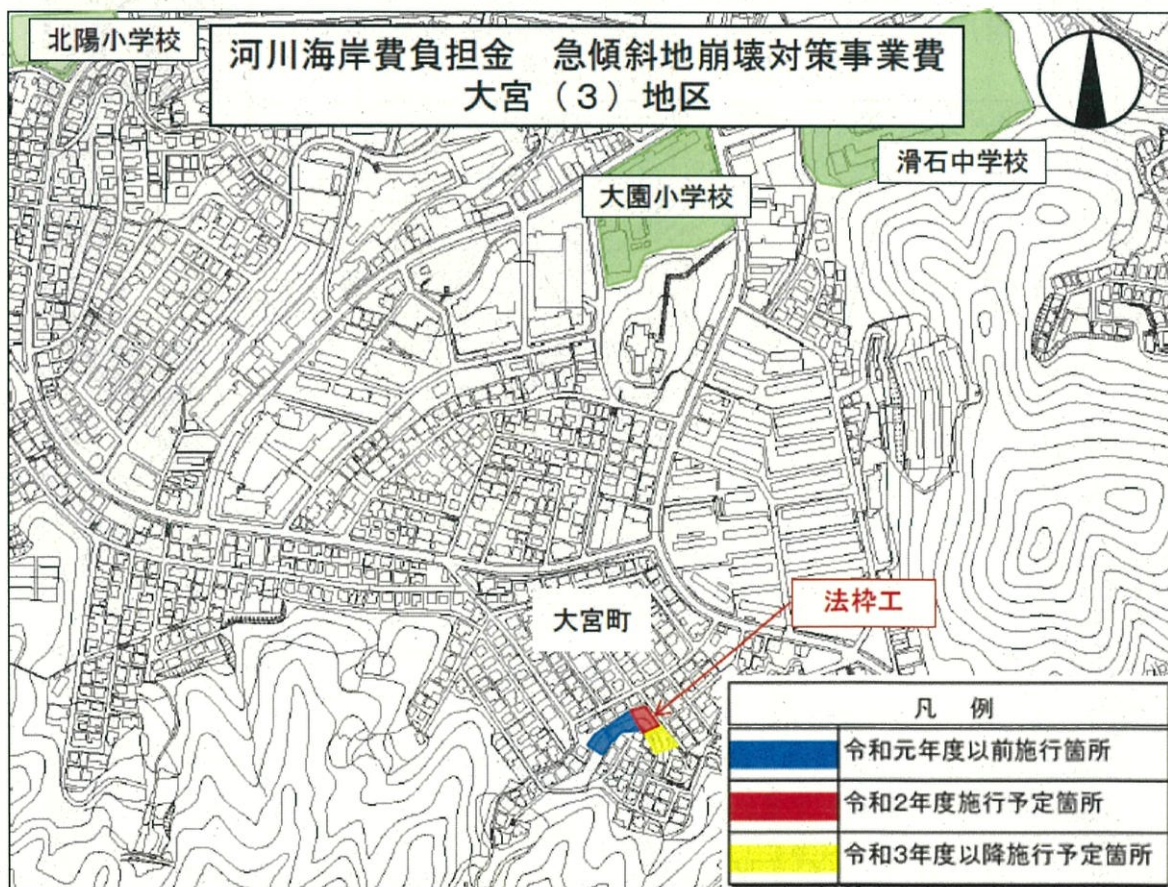 北陽小学校
河川海岸費負担金　急傾斜地崩壊対策事業費
大宮（3）地区
滑石中学校
大園小学校
法枠工
大宮町
凡　例
令和元年度以前施行箇所
令和2年度施行予定箇所
令和3年度以降施行予定箇所